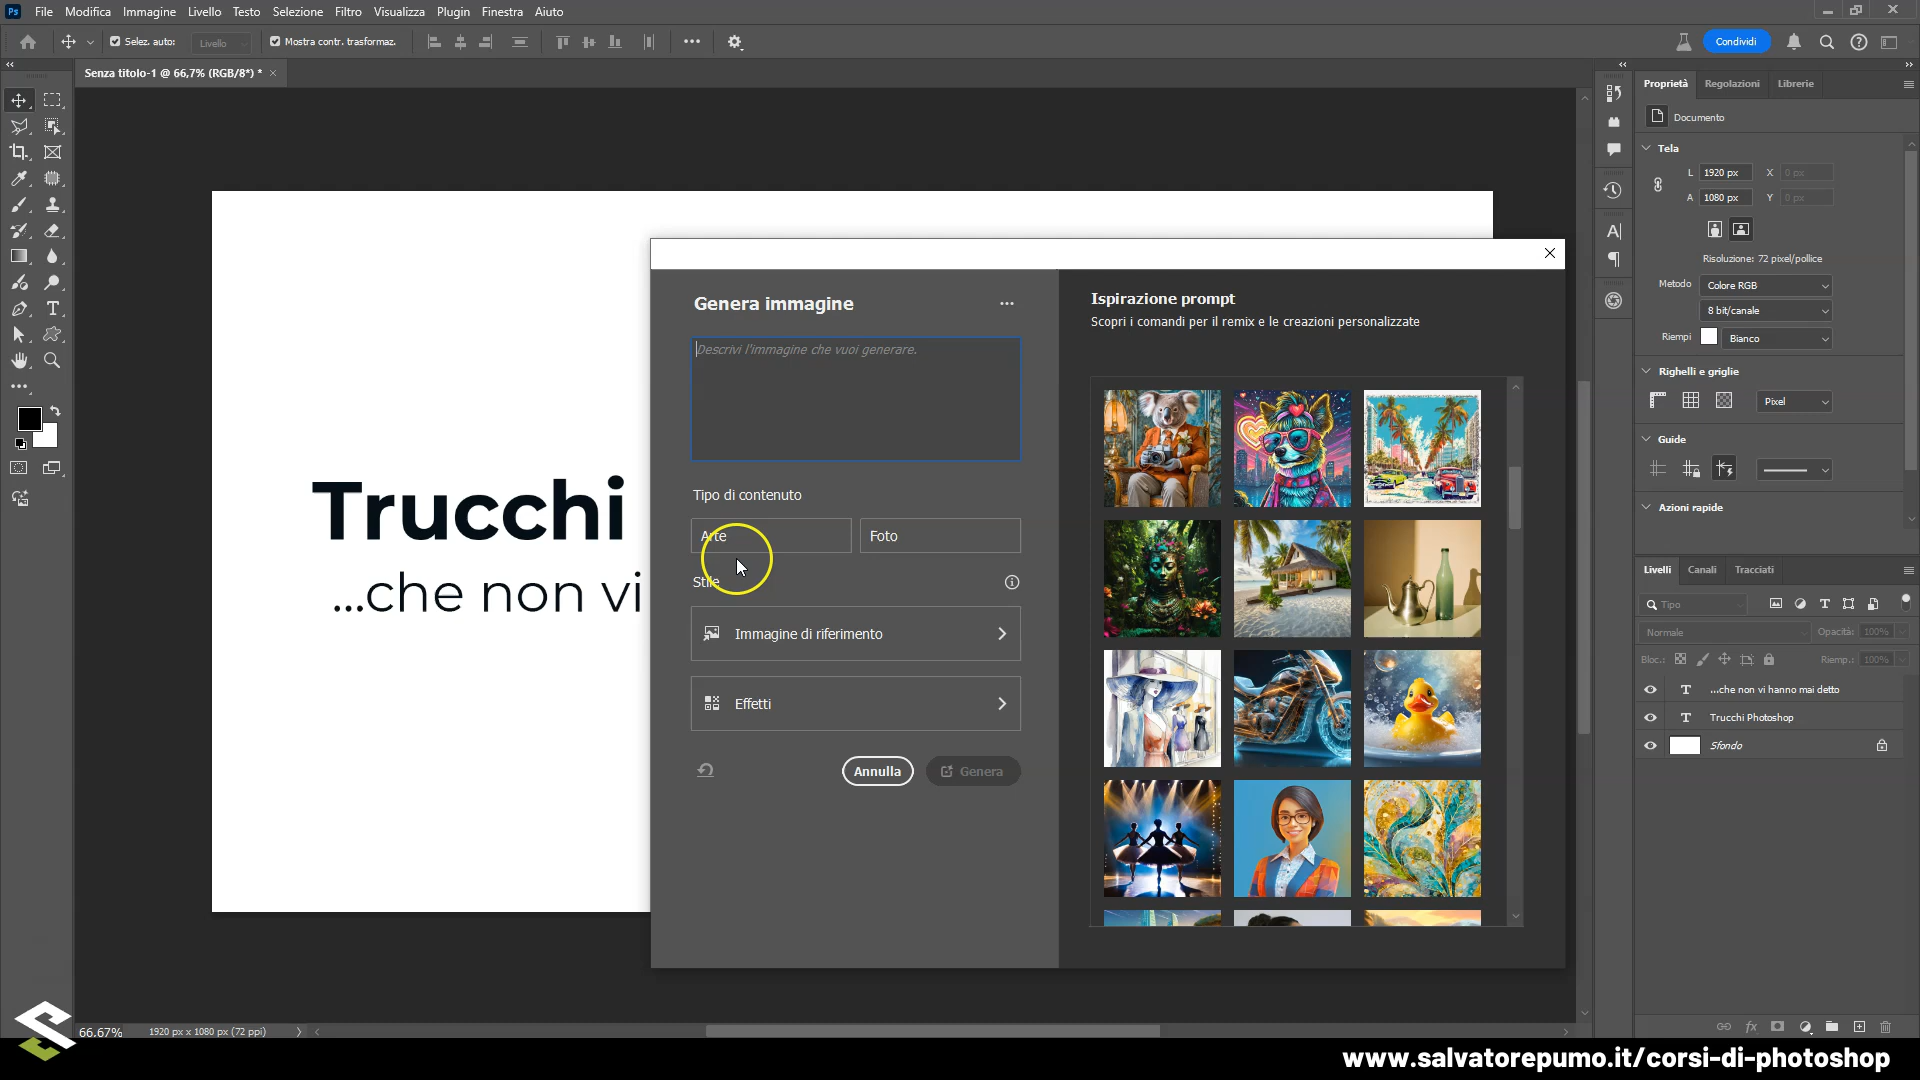 File Modifica Immagine Livello Testo Selezione Filtro Visualizza Plugin Finestra Aiuto
Selez. auto: Livello Mostra contr. trasformaz.
Condividi
Senza titolo-1 @ 66,7% (RGB/8*) *
Trucchi
...che non vi
Genera immagine
Descrivi l'immagine che vuoi generare.
Tipo di contenuto
Arte Foto
Stile
Immagine di riferimento
Effetti
Annulla Genera
Ispirazione prompt
Scopri i comandi per il remix e le creazioni personalizzate
Proprietà Regolazioni Librerie
Documento
Tela
L 1920 px X 0 px
A 1080 px Y 0 px
Risoluzione: 72 pixel/pollice
Metodo Colore RGB
8 bit/canale
Riempi Bianco
Righelli e griglie
Pixel
Guide
Azioni rapide
Livelli Canali Tracciati
Tipo
Normale Opacità: 100%
Bloc.: Riemp.: 100%
T ...che non vi hanno mai detto
T Trucchi Photoshop
Sfondo
66,67% 1920 px x 1080 px (72 ppi)
www.salvatorepumo.it/corsi-di-photoshop